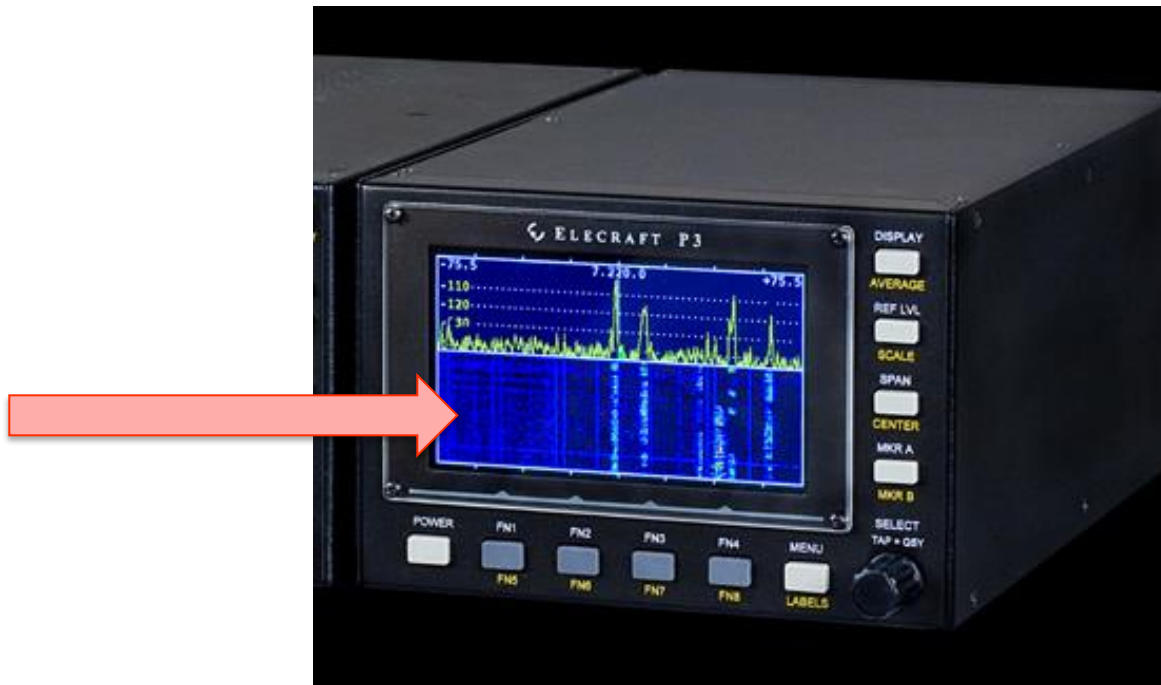 ELECRAFT P3
-75.5 7.220.0 +75.5
-110
-120
30
DISPLAY
AVERAGE
REF LVL
SCALE
SPAN
CENTER
MKR A
MKR B
SELECT
TAP = QSY
POWER FN1 FN2 FN3 FN4 MENU
FN5 FN6 FN7 FN8 LABELS